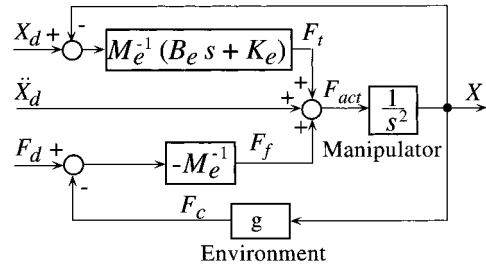 X_d + - M_e^{-1} (B_e s + K_e) F_t
Ẍ_d + + + F_act 1/s^2 X
Manipulator
F_d + - -M_e^{-1} F_f
F_c g
Environment